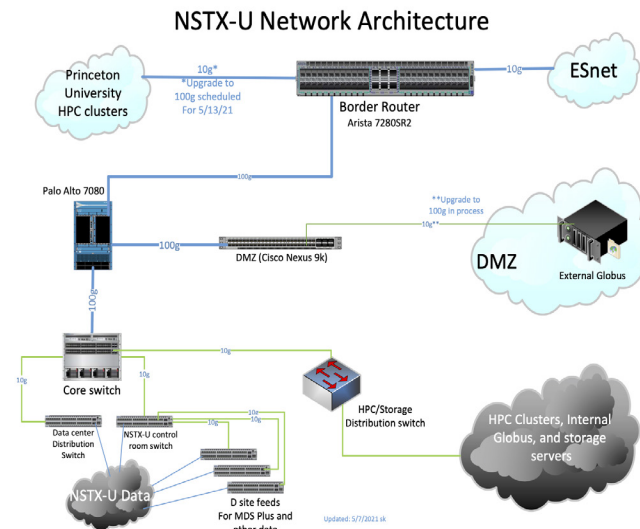 NSTX-U Network Architecture
Princeton
University
HPC clusters
10g*
*Upgrade to
100g scheduled
For 5/13/21
Border Router
Arista 7280SR2
10g
ESnet
100g
Palo Alto 7080
100g
DMZ (Cisco Nexus 9k)
**Upgrade to
100g in process
10g**
DMZ
External Globus
100g
Core switch
10g
10g
10g
HPC/Storage
Distribution switch
HPC Clusters, Internal
Globus, and storage
servers
Data center
Distribution
Switch
NSTX-U control
room switch
10g
10g
10g
NSTX-U Data
D site feeds
For MDS Plus and
other data
Updated: 5/7/2021 sk